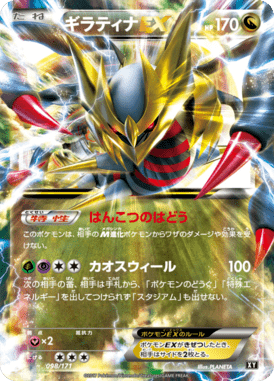 たね
ギラティナEX HP170
特性 はんこつのはどう
このポケモンは、相手のM進化ポケモンからワザのダメージや効果を受けない。
カオスウィール 100
次の相手の番、相手は手札から、「ポケモンのどうぐ」「特殊エネルギー」を出してつけられず「スタジアム」も出せない。
×2
ポケモンEXのルール
ポケモンEXがきぜつしたとき、相手はサイドを2枚とる。
098/171
Illus. PLANETA
XY